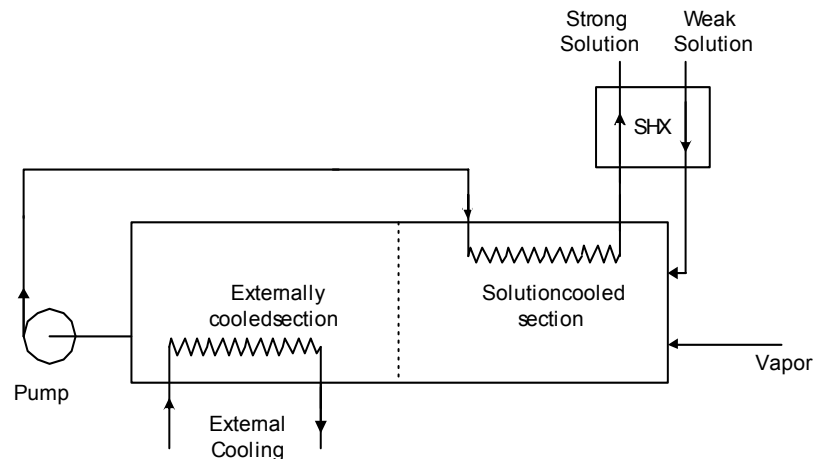 Strong
Solution
Weak
Solution
SHX
Externally
cooledsection
Solutioncooled
section
Pump
Vapor
External
Cooling